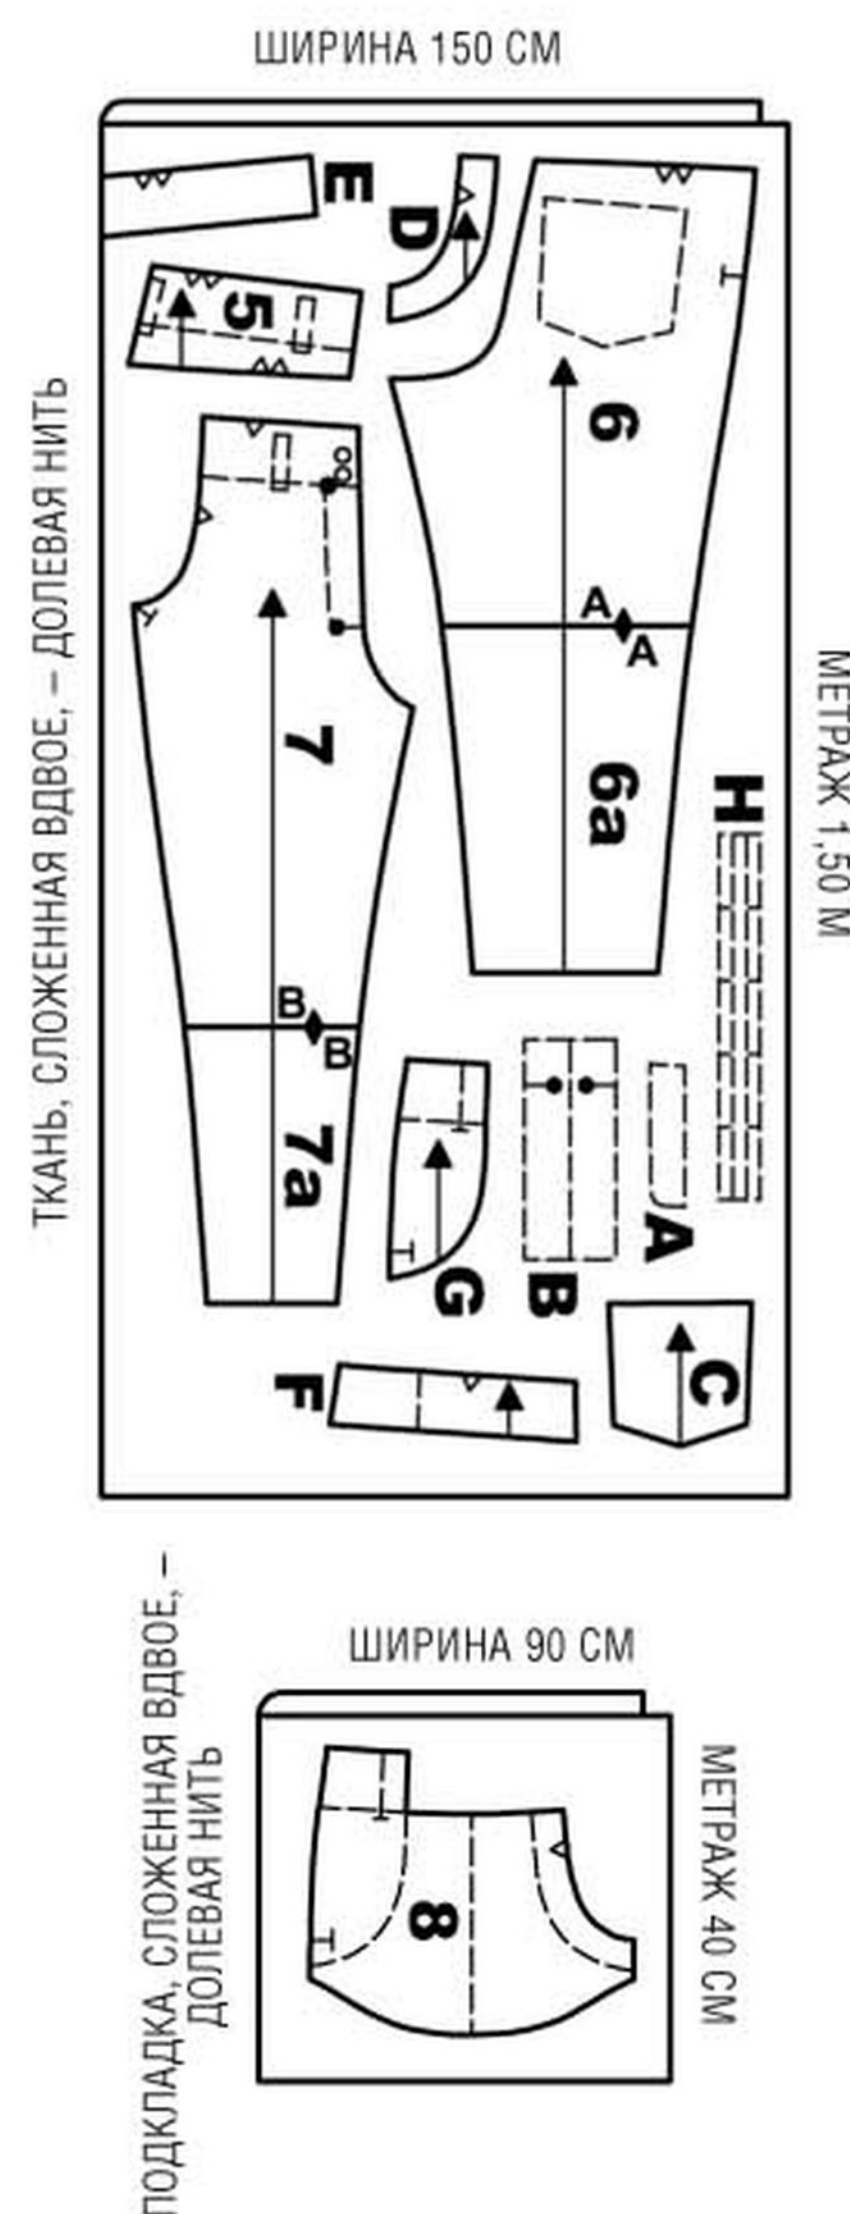 ШИРИНА 150 СМ
ТКАНЬ, СЛОЖЕННАЯ ВДВОЕ, – ДОЛЕВАЯ НИТЬ
МЕТРАЖ 1,50 М
E
D
5
6
A
A
7
6a
H
B
B
7a
A
G
B
C
F
ШИРИНА 90 СМ
ПОДКЛАДКА, СЛОЖЕННАЯ ВДВОЕ, –
ДОЛЕВАЯ НИТЬ
МЕТРАЖ 40 СМ
8